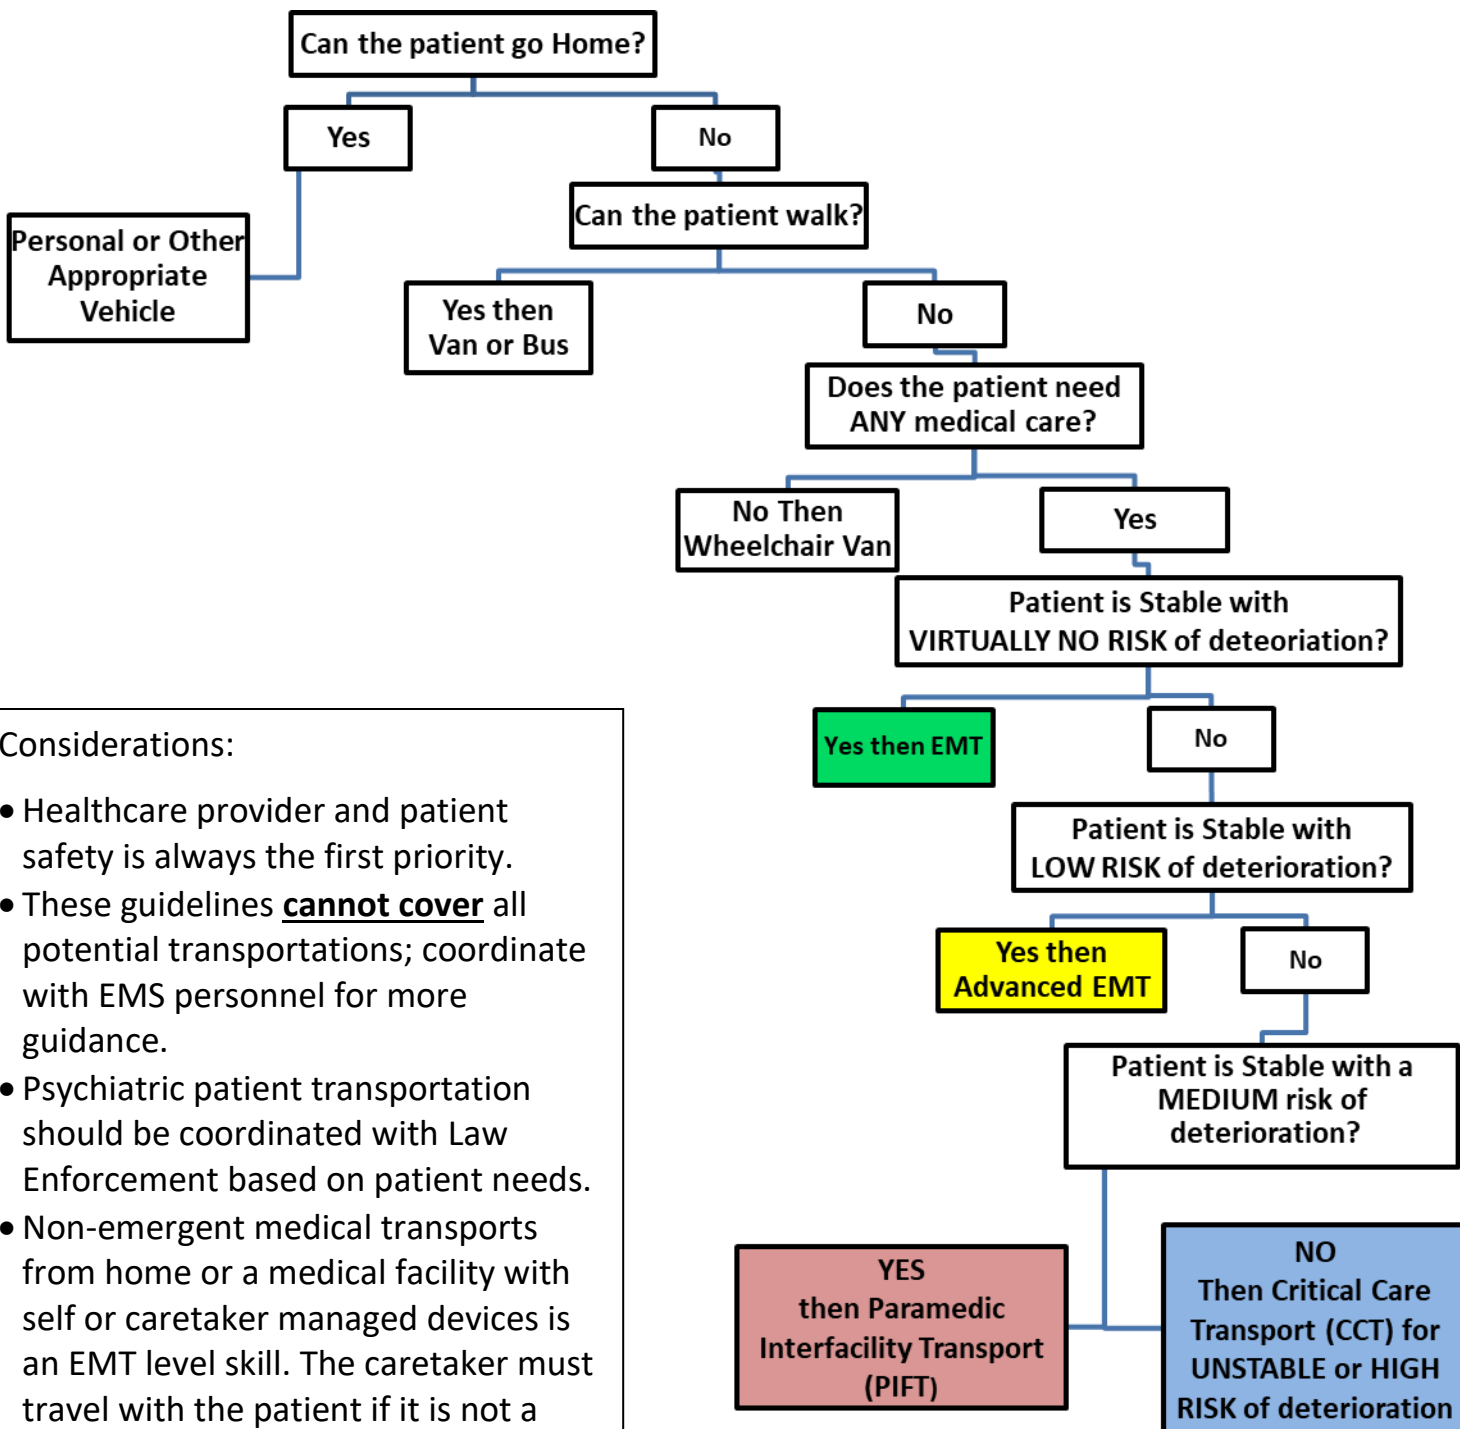 Can the patient go Home?
Yes
No
Personal or Other
Appropriate
Vehicle
Can the patient walk?
Yes then
Van or Bus
No
Does the patient need
ANY medical care?
No Then
Wheelchair Van
Yes
Patient is Stable with
VIRTUALLY NO RISK of deteoriation?
Yes then EMT
No
Patient is Stable with
LOW RISK of deterioration?
Yes then
Advanced EMT
No
Patient is Stable with a
MEDIUM risk of
deterioration?
YES
then Paramedic
Interfacility Transport
(PIFT)
NO
Then Critical Care
Transport (CCT) for
UNSTABLE or HIGH
RISK of deterioration
Considerations:
• Healthcare provider and patient
safety is always the first priority.
• These guidelines cannot cover all
potential transportations; coordinate
with EMS personnel for more
guidance.
• Psychiatric patient transportation
should be coordinated with Law
Enforcement based on patient needs.
• Non-emergent medical transports
from home or a medical facility with
self or caretaker managed devices is
an EMT level skill. The caretaker must
travel with the patient if it is not a